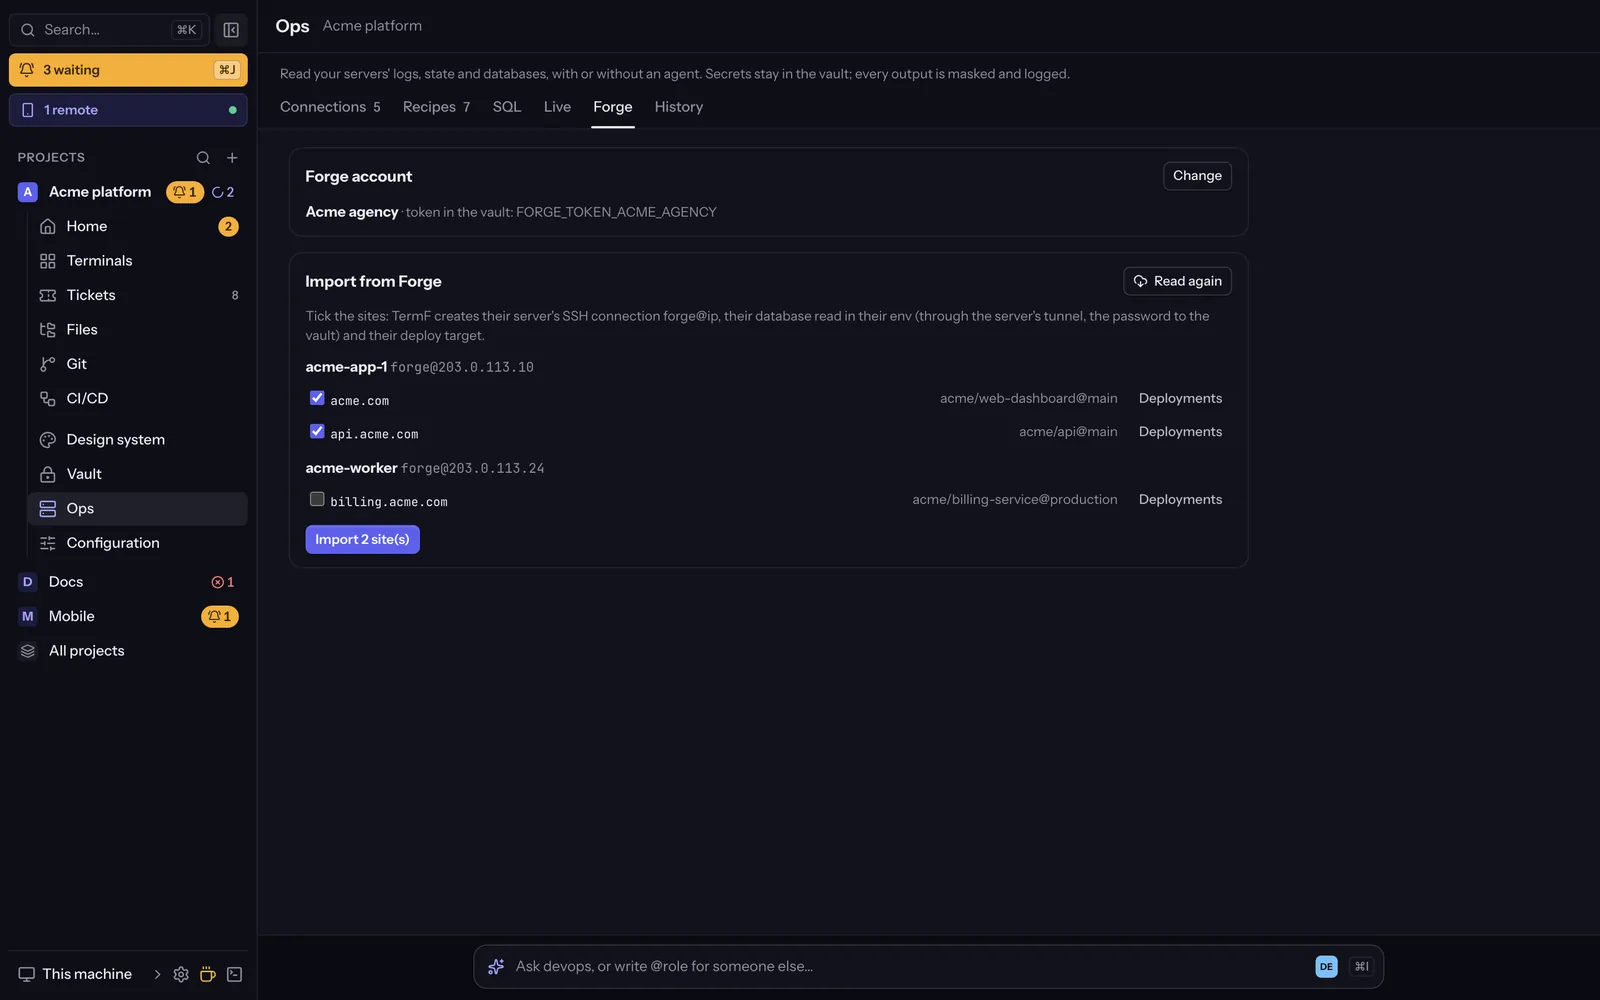 Search...
⌘K
3 waiting
⌘J
1 remote
PROJECTS
A Acme platform 1 2
Home 2
Terminals
Tickets 8
Files
Git
CI/CD
Design system
Vault
Ops
Configuration
D Docs 1
M Mobile 1
All projects
This machine
Ops Acme platform
Read your servers' logs, state and databases, with or without an agent. Secrets stay in the vault; every output is masked and logged.
Connections 5 Recipes 7 SQL Live Forge History
Forge account
Change
Acme agency · token in the vault: FORGE_TOKEN_ACME_AGENCY
Import from Forge
Read again
Tick the sites: TermF creates their server's SSH connection forge@ip, their database read in their env (through the server's tunnel, the password to the
vault) and their deploy target.
acme-app-1 forge@203.0.113.10
acme.com acme/web-dashboard@main Deployments
api.acme.com acme/api@main Deployments
acme-worker forge@203.0.113.24
billing.acme.com acme/billing-service@production Deployments
Import 2 site(s)
Ask devops, or write @role for someone else...
DE
⌘I